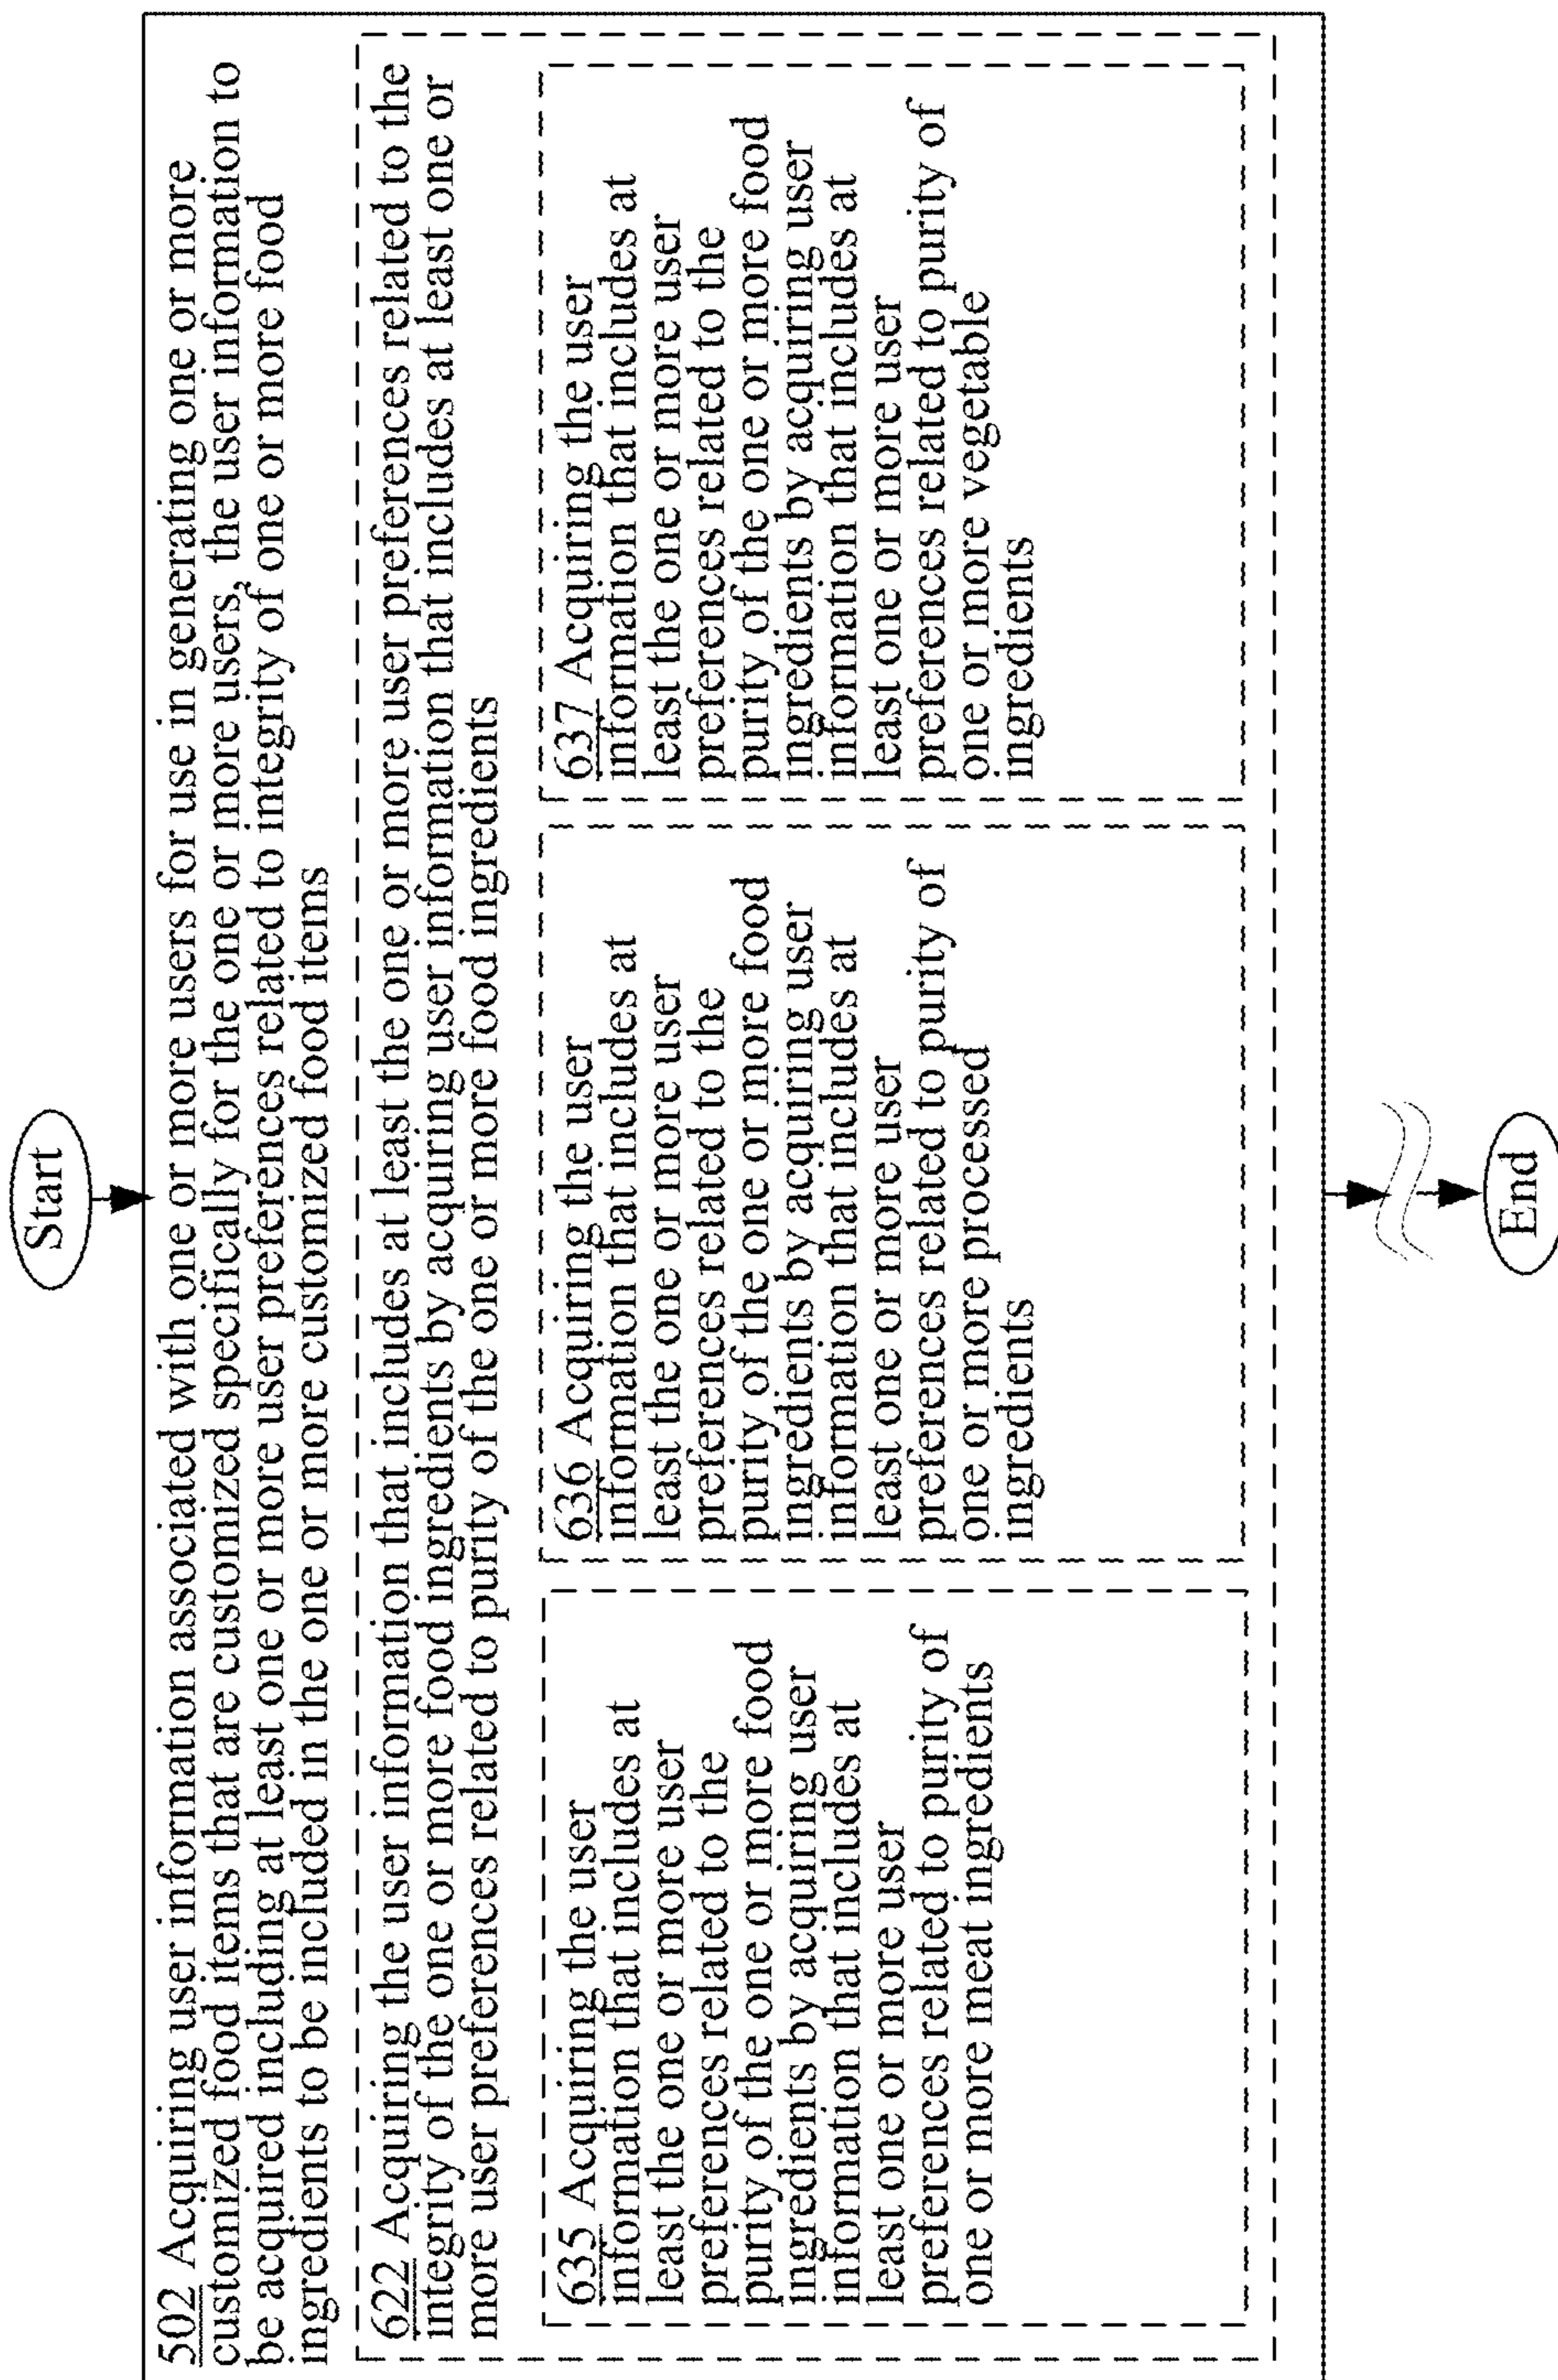 Start
502 Acquiring user information associated with one or more users for use in generating one or more
customized food items that are customized specifically for the one or more users, the user information to
be acquired including at least one or more user preferences related to integrity of one or more food
ingredients to be included in the one or more customized food items
622 Acquiring the user information that includes at least the one or more user preferences related to the
integrity of the one or more food ingredients by acquiring user information that includes at least one or
more user preferences related to purity of the one or more food ingredients
635 Acquiring the user
information that includes at
least the one or more user
preferences related to the
purity of the one or more food
ingredients by acquiring user
information that includes at
least one or more user
preferences related to purity of
one or more meat ingredients
636 Acquiring the user
information that includes at
least the one or more user
preferences related to the
purity of the one or more food
ingredients by acquiring user
information that includes at
least one or more user
preferences related to purity of
one or more processed
ingredients
637 Acquiring the user
information that includes at
least the one or more user
preferences related to the
purity of the one or more food
ingredients by acquiring user
information that includes at
least one or more user
preferences related to purity of
one or more vegetable
ingredients
End